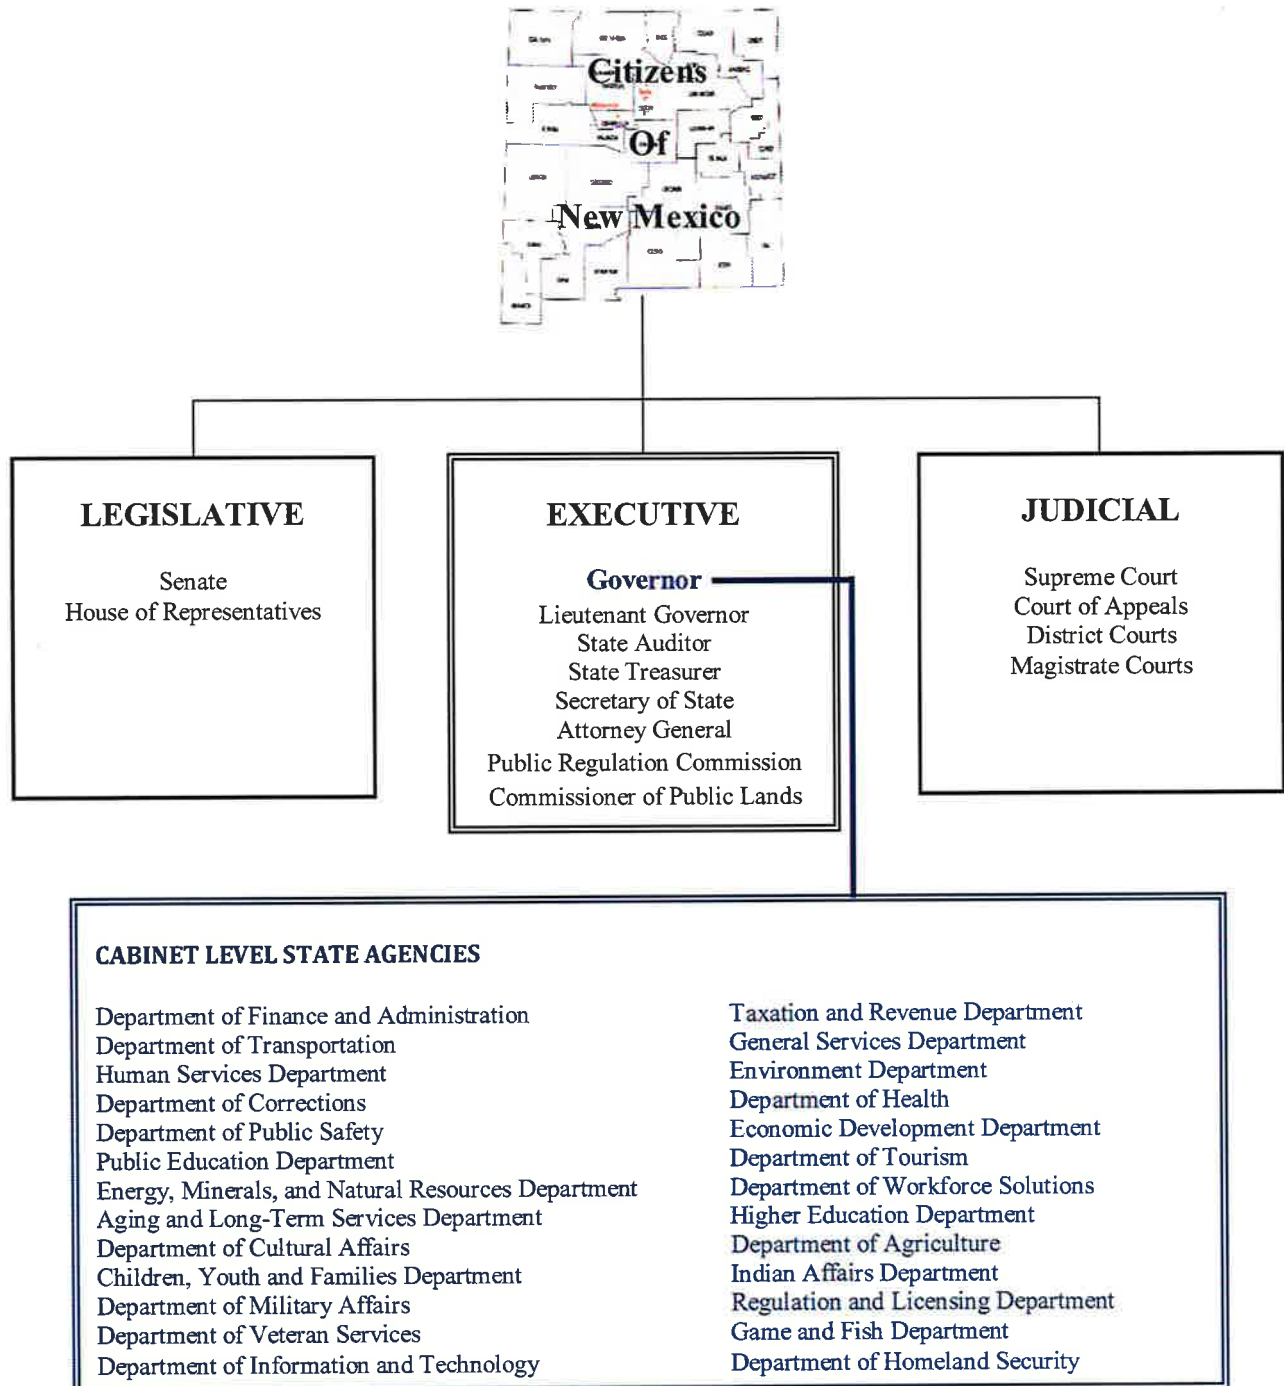 Citizens
Of
New Mexico
LEGISLATIVE
Senate
House of Representatives
EXECUTIVE
Governor
Lieutenant Governor
State Auditor
State Treasurer
Secretary of State
Attorney General
Public Regulation Commission
Commissioner of Public Lands
JUDICIAL
Supreme Court
Court of Appeals
District Courts
Magistrate Courts
CABINET LEVEL STATE AGENCIES
Department of Finance and Administration
Department of Transportation
Human Services Department
Department of Corrections
Department of Public Safety
Public Education Department
Energy, Minerals, and Natural Resources Department
Aging and Long-Term Services Department
Department of Cultural Affairs
Children, Youth and Families Department
Department of Military Affairs
Department of Veteran Services
Department of Information and Technology
Taxation and Revenue Department
General Services Department
Environment Department
Department of Health
Economic Development Department
Department of Tourism
Department of Workforce Solutions
Higher Education Department
Department of Agriculture
Indian Affairs Department
Regulation and Licensing Department
Game and Fish Department
Department of Homeland Security